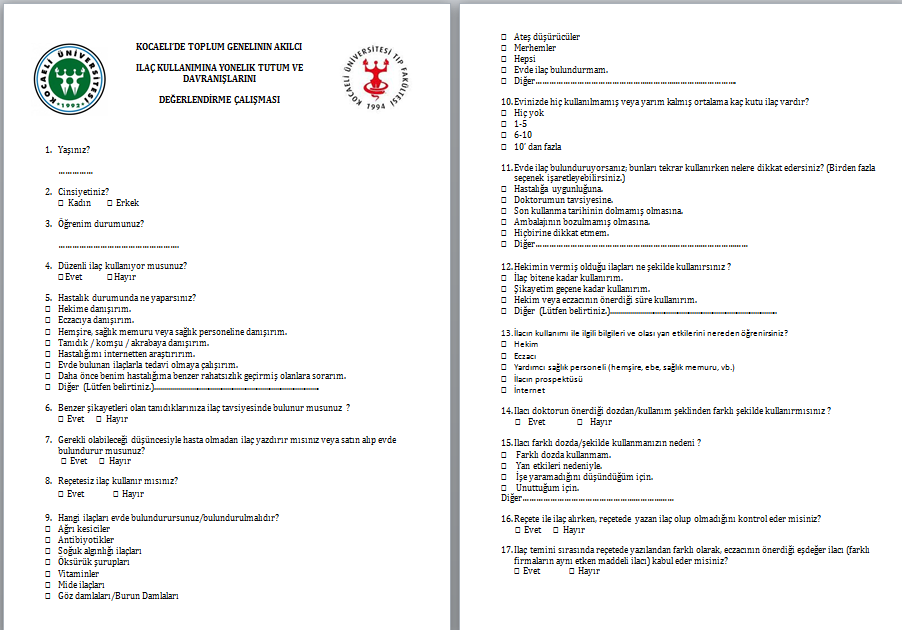 KOCAELİ ÜNİVERSİTESİ
1992
KOCAELİ'DE TOPLUM GENELININ AKILCI
ILAÇ KULLANIMINA YONELIK TUTUM VE
DAVRANIŞLARINI
DEĞERLENDİRME ÇALIŞMASI
KOCAELİ ÜNİVERSİTESİ TIP FAKÜLTESİ
1994
1. Yaşınız?
...............
2. Cinsiyetiniz?
☐ Kadın ☐ Erkek
3. Öğrenim durumunuz?
....................................................
4. Düzenli ilaç kullanıyor musunuz?
☐ Evet ☐ Hayır
5. Hastalık durumunda ne yaparsınız?
☐ Hekime danışırım.
☐ Eczacıya danışırım.
☐ Hemşire, sağlık memuru veya sağlık personeline danışırım.
☐ Tanıdık / komşu / akrabaya danışırım.
☐ Hastalığımı internetten araştırırım.
☐ Evde bulunan ilaçlarla tedavi olmaya çalışırım.
☐ Daha önce benim hastalığıma benzer rahatsızlık geçirmiş olanlara sorarım.
☐ Diğer (Lütfen belirtiniz.)......................................................................
6. Benzer şikayetleri olan tanıdıklarınıza ilaç tavsiyesinde bulunur musunuz ?
☐ Evet ☐ Hayır
7. Gerekli olabileceği düşüncesiyle hasta olmadan ilaç yazdırır mısınız veya satın alıp evde
bulundurur musunuz?
☐ Evet ☐ Hayır
8. Reçetesiz ilaç kullanır mısınız?
☐ Evet ☐ Hayır
9. Hangi ilaçları evde bulundurursunuz/bulundurulmalıdır?
☐ Ağrı kesiciler
☐ Antibiyotikler
☐ Soğuk algınlığı ilaçları
☐ Öksürük şurupları
☐ Vitaminler
☐ Mide ilaçları
☐ Göz damlaları/Burun Damlaları
☐ Ateş düşürücüler
☐ Merhemler
☐ Hepsi
☐ Evde ilaç bulundurmam.
☐ Diğer......................................................................................
10. Evinizde hiç kullanılmamış veya yarım kalmış ortalama kaç kutu ilaç vardır?
☐ Hiç yok
☐ 1-5
☐ 6-10
☐ 10' dan fazla
11. Evde ilaç bulunduruyorsanız; bunları tekrar kullanırken nelere dikkat edersiniz? (Birden fazla
seçenek işaretleyebilirsiniz.)
☐ Hastalığa uygunluğuna.
☐ Doktorumun tavsiyesine.
☐ Son kullanma tarihinin dolmamış olmasına.
☐ Ambalajının bozulmamış olmasına.
☐ Hiçbirine dikkat etmem.
☐ Diğer...........................................................................................
12. Hekimin vermiş olduğu ilaçları ne şekilde kullanırsınız ?
☐ İlaç bitene kadar kullanırım.
☐ Şikayetim geçene kadar kullanırım.
☐ Hekim veya eczacının önerdiği süre kullanırım.
☐ Diğer (Lütfen belirtiniz.)......................................................................
13. İlacın kullanımı ile ilgili bilgileri ve olası yan etkilerini nereden öğrenirsiniz?
☐ Hekim
☐ Eczacı
☐ Yardımcı sağlık personeli (hemşire, ebe, sağlık memuru, vb.)
☐ İlacın prospektüsü
☐ İnternet
14. Ilacı doktorun önerdiği dozdan/kullanım şeklinden farklı şekilde kullanırmısınız ?
☐ Evet ☐ Hayır
15. Ilacı farklı dozda/şekilde kullanmanızın nedeni ?
☐ Farklı dozda kullanmam.
☐ Yan etkileri nedeniyle.
☐ İşe yaramadığını düşündüğüm için.
☐ Unuttuğum için.
Diğer.................................................................
16. Reçete ile ilaç alırken, reçetede yazan ilaç olup olmadığını kontrol eder misiniz?
☐ Evet ☐ Hayır
17. Ilaç temini sırasında reçetede yazılandan farklı olarak, eczacının önerdiği eşdeğer ilacı (farklı
firmaların aynı etken maddeli ilacı) kabul eder misiniz?
☐ Evet ☐ Hayır